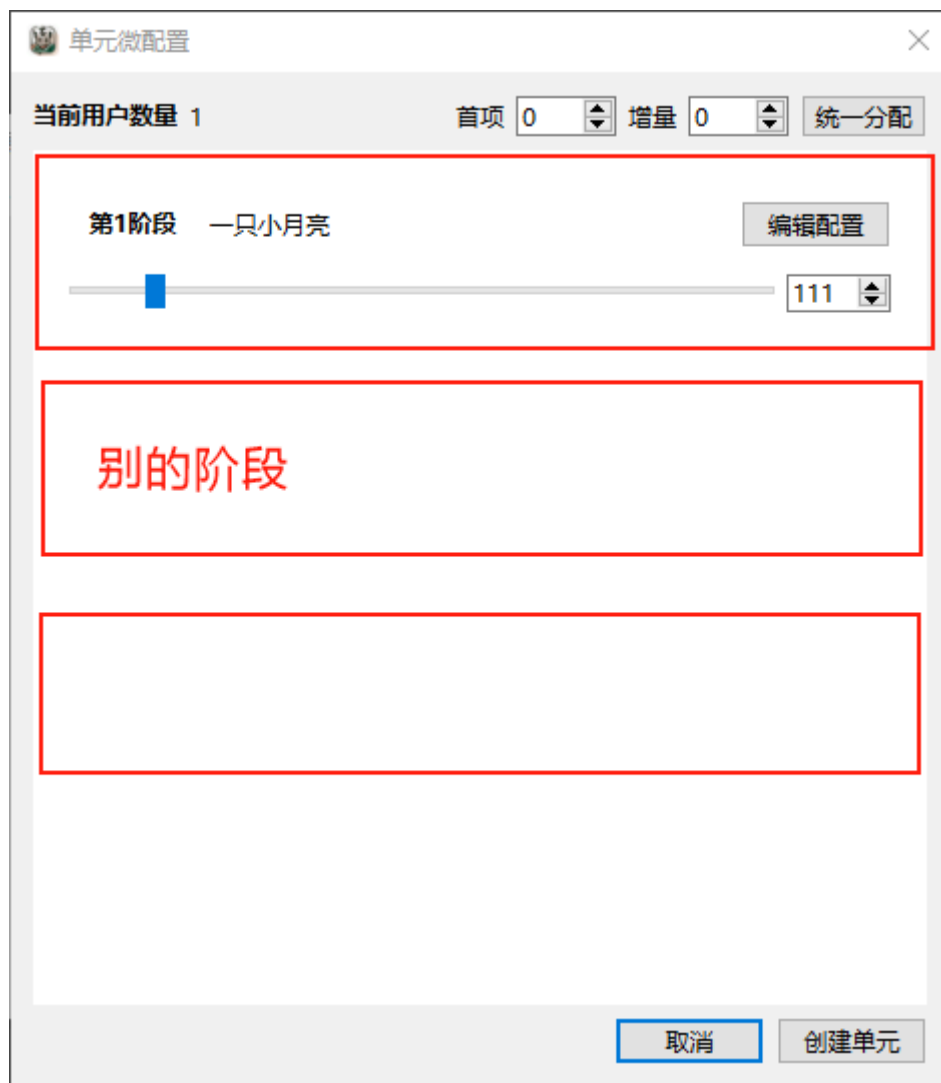 单元微配置
当前用户数量 1 首项 0 增量 0 统一分配
第1阶段 一只小月亮 编辑配置
111
别的阶段
取消 创建单元